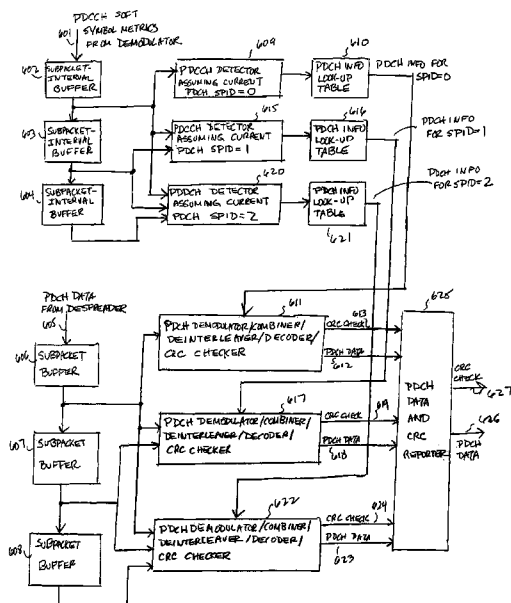 PDCCH SOFT
SYMBOL METRICS
FROM DEMODULATOR
601
602
SUBPACKET-
INTERVAL
BUFFER
609
PDCCH DETECTOR
ASSUMING CURRENT
PDCH SPID=0
610
PDCH INFO
LOOK-UP
TABLE
PDCH INFO FOR
SPID=0
603
SUBPACKET-
INTERVAL
BUFFER
615
PDCCH DETECTOR
ASSUMING CURRENT
PDCH SPID=1
616
PDCH INFO
LOOK-UP
TABLE
PDCH INFO
FOR SPID=1
604
SUBPACKET-
INTERVAL
BUFFER
620
PDDCH DETECTOR
ASSUMING CURRENT
PDCH SPID=2
PDCH INFO
LOOK-UP
TABLE
621
PDCH INFO
FOR SPID=2
PDCH DATA
FROM DESPREADER
605
606
SUBPACKET
BUFFER
611
PDCH DEMODULATOR/COMBINER/
DEINTERLEAVER/DECODER/
CRC CHECKER
CRC CHECK
613
PDCH DATA
612
625
PDCH
DATA
AND
CRC
REPORTER
CRC
CHECK
627
626
PDCH
DATA
607
SUBPACKET
BUFFER
617
PDCH DEMODULATOR/COMBINER/
DEINTERLEAVER/DECODER/
CRC CHECKER
CRC CHECK
619
PDCH DATA
618
608
SUBPACKET
BUFFER
622
PDCH DEMODULATOR/COMBINER/
DEINTERLEAVER/DECODER/
CRC CHECKER
CRC CHECK
624
PDCH DATA
623